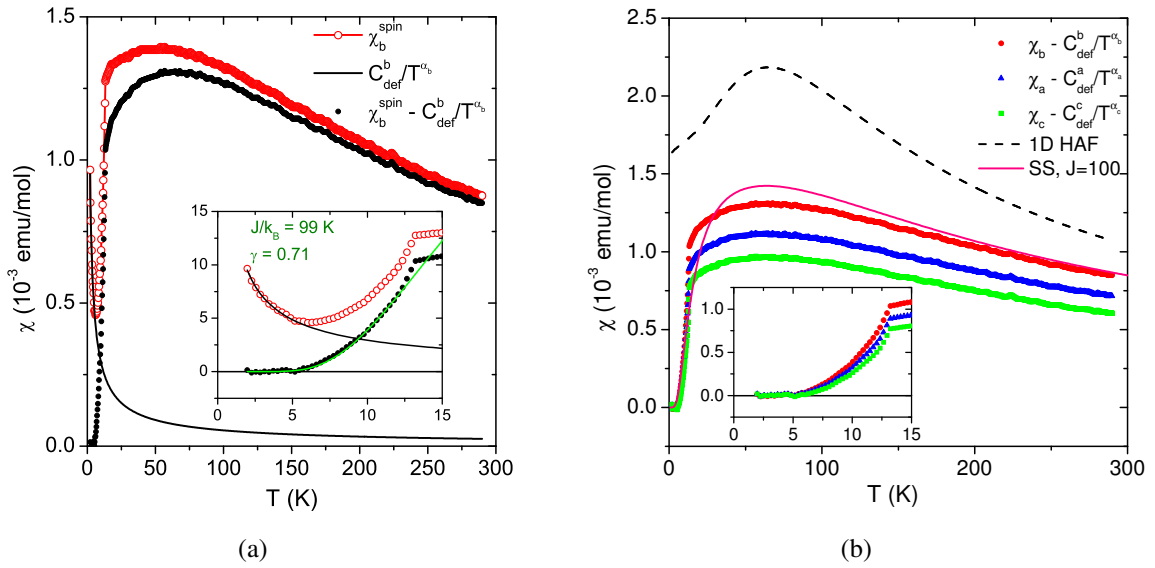 1.5
1.0
0.5
0.0
χ (10⁻³ emu/mol)
χ_b^spin
C_def^b/T^α_b
χ_b^spin - C_def^b/T^α_b
15
10
5
0
J/k_B = 99 K
γ = 0.71
0 5 10 15
0 50 100 150 200 250 300
T (K)
(a)
2.5
2.0
1.5
1.0
0.5
0.0
χ (10⁻³ emu/mol)
χ_b - C_def^b/T^α_b
χ_a - C_def^a/T^α_a
χ_c - C_def^c/T^α_c
1D HAF
SS, J=100
1.0
0.5
0.0
0 5 10 15
0 100 200 300
T (K)
(b)